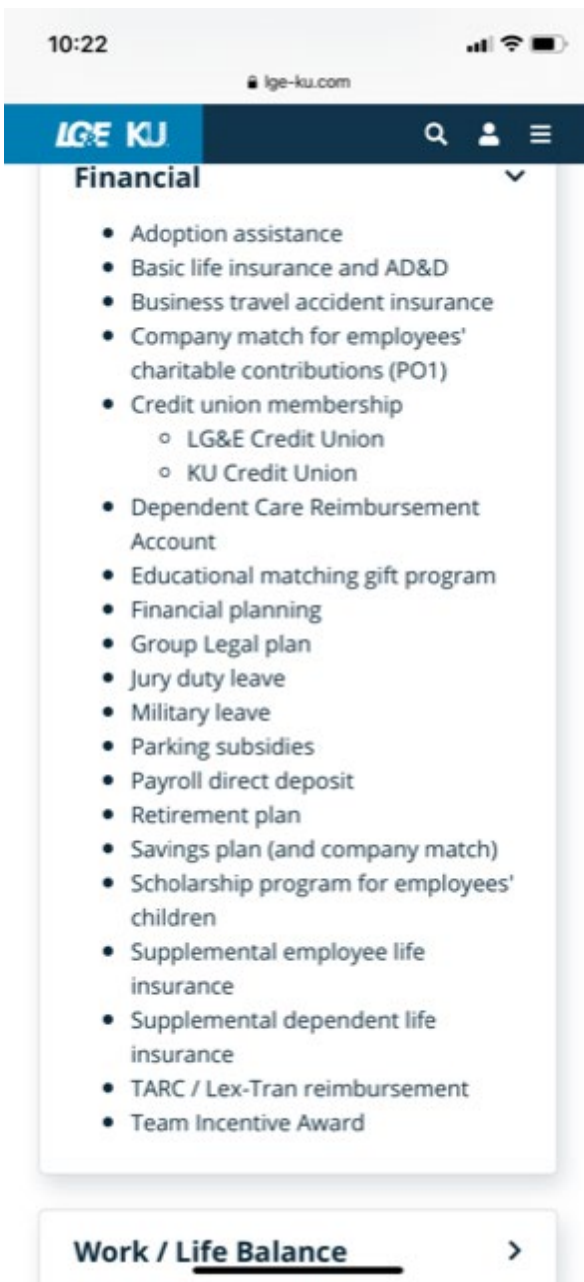 10:22
lge-ku.com
LG&E KU
Financial
Adoption assistance
Basic life insurance and AD&D
Business travel accident insurance
Company match for employees'
charitable contributions (PO1)
Credit union membership
LG&E Credit Union
KU Credit Union
Dependent Care Reimbursement
Account
Educational matching gift program
Financial planning
Group Legal plan
Jury duty leave
Military leave
Parking subsidies
Payroll direct deposit
Retirement plan
Savings plan (and company match)
Scholarship program for employees'
children
Supplemental employee life
insurance
Supplemental dependent life
insurance
TARC / Lex-Tran reimbursement
Team Incentive Award
Work / Life Balance